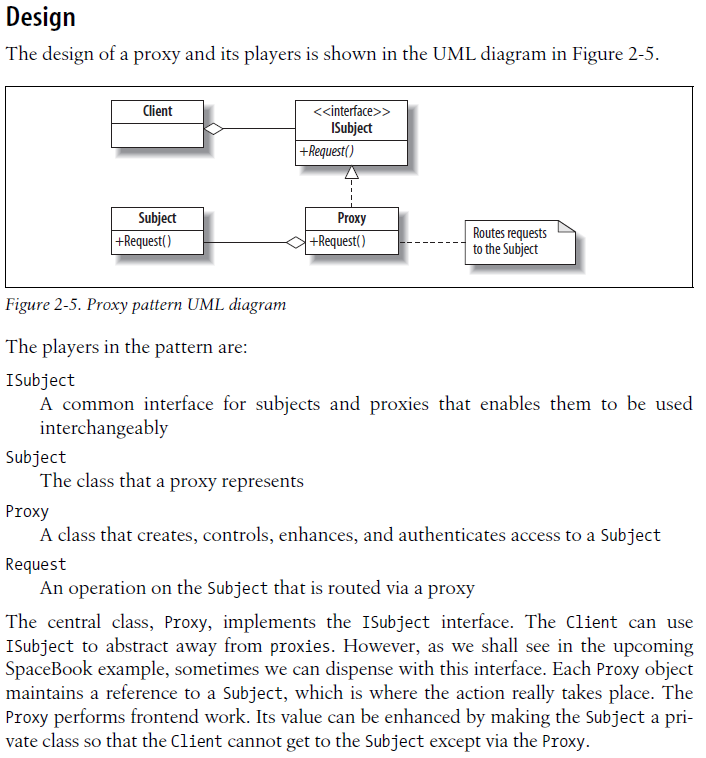 Design
The design of a proxy and its players is shown in the UML diagram in Figure 2-5.
Client
<<interface>>
ISubject
+Request()
Subject
+Request()
Proxy
+Request()
Routes requests
to the Subject
Figure 2-5. Proxy pattern UML diagram
The players in the pattern are:
ISubject
A common interface for subjects and proxies that enables them to be used
interchangeably
Subject
The class that a proxy represents
Proxy
A class that creates, controls, enhances, and authenticates access to a Subject
Request
An operation on the Subject that is routed via a proxy
The central class, Proxy, implements the ISubject interface. The Client can use
ISubject to abstract away from proxies. However, as we shall see in the upcoming
SpaceBook example, sometimes we can dispense with this interface. Each Proxy object
maintains a reference to a Subject, which is where the action really takes place. The
Proxy performs frontend work. Its value can be enhanced by making the Subject a pri-
vate class so that the Client cannot get to the Subject except via the Proxy.